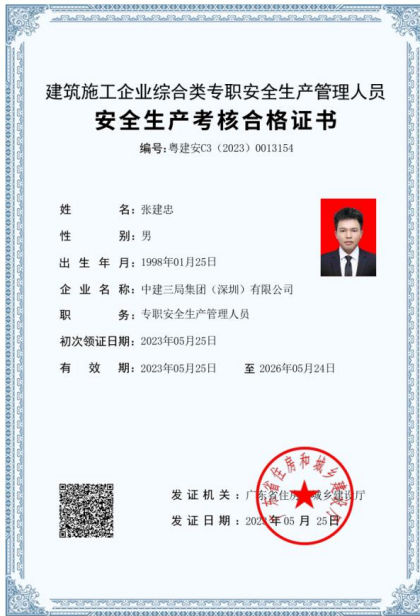 建筑施工企业综合类专职安全生产管理人员
安全生产考核合格证书
编号:粤建安C3(2023)0013154
姓名:张建忠
性别:男
出生年月:1998年01月25日
企业名称:中建三局集团(深圳)有限公司
职务:专职安全生产管理人员
初次领证日期:2023年05月25日
有效期:2023年05月25日 至 2026年05月24日
发证机关:广东省住房和城乡建设厅
发证日期:2023年05月25日